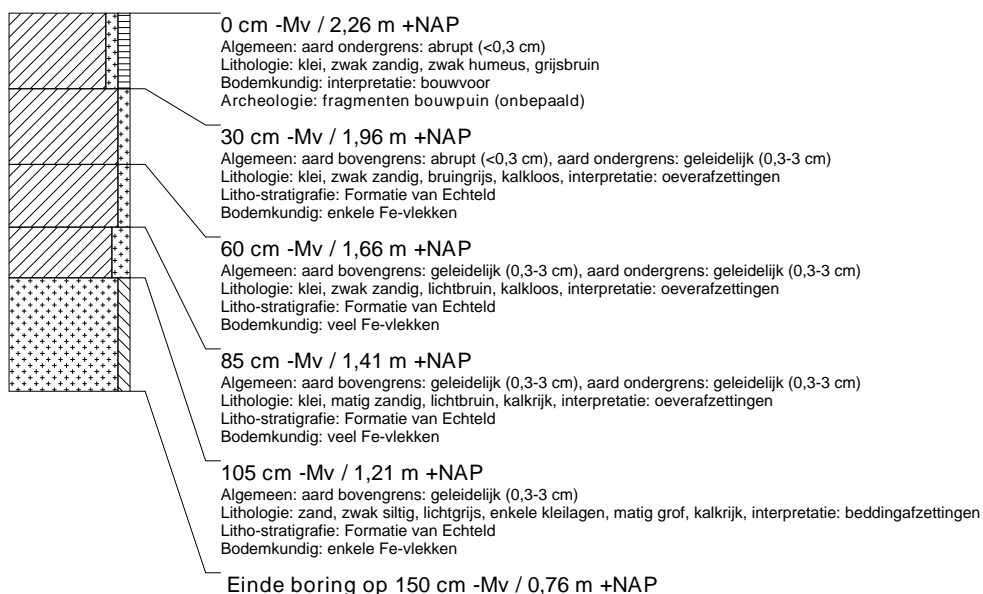 0 cm -Mv / 2,26 m +NAP
Algemeen: aard ondergrens: abrupt (<0,3 cm)
Lithologie: klei, zwak zandig, zwak humeus, grijsbruin
Bodemkundig: interpretatie: bouwvoor
Archeologie: fragmenten bouwpuin (onbepaald)
30 cm -Mv / 1,96 m +NAP
Algemeen: aard bovengrens: abrupt (<0,3 cm), aard ondergrens: geleidelijk (0,3-3 cm)
Lithologie: klei, zwak zandig, bruingrijs, kalkloos, interpretatie: oeverafzettingen
Litho-stratigrafie: Formatie van Echteld
Bodemkundig: enkele Fe-vlekken
60 cm -Mv / 1,66 m +NAP
Algemeen: aard bovengrens: geleidelijk (0,3-3 cm), aard ondergrens: geleidelijk (0,3-3 cm)
Lithologie: klei, zwak zandig, lichtbruin, kalkloos, interpretatie: oeverafzettingen
Litho-stratigrafie: Formatie van Echteld
Bodemkundig: veel Fe-vlekken
85 cm -Mv / 1,41 m +NAP
Algemeen: aard bovengrens: geleidelijk (0,3-3 cm), aard ondergrens: geleidelijk (0,3-3 cm)
Lithologie: klei, matig zandig, lichtbruin, kalkrijk, interpretatie: oeverafzettingen
Litho-stratigrafie: Formatie van Echteld
Bodemkundig: veel Fe-vlekken
105 cm -Mv / 1,21 m +NAP
Algemeen: aard bovengrens: geleidelijk (0,3-3 cm)
Lithologie: zand, zwak siltig, lichtgrijs, enkele kleilagen, matig grof, kalkrijk, interpretatie: beddingafzettingen
Litho-stratigrafie: Formatie van Echteld
Bodemkundig: enkele Fe-vlekken
Einde boring op 150 cm -Mv / 0,76 m +NAP